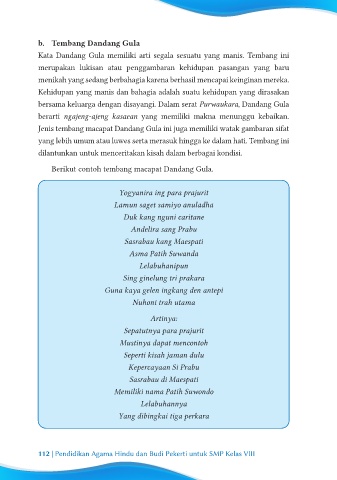 b. Tembang Dandang Gula
Kata Dandang Gula memiliki arti segala sesuatu yang manis. Tembang ini
merupakan lukisan atau penggambaran kehidupan pasangan yang baru
menikah yang sedang berbahagia karena berhasil mencapai keinginan mereka.
Kehidupan yang manis dan bahagia adalah suatu kehidupan yang dirasakan
bersama keluarga dengan disayangi. Dalam serat Purwaukara, Dandang Gula
berarti ngajeng-ajeng kasaean yang memiliki makna menunggu kebaikan.
Jenis tembang macapat Dandang Gula ini juga memiliki watak gambaran sifat
yang lebih umum atau luwes serta merasuk hingga ke dalam hati. Tembang ini
dilantunkan untuk menceritakan kisah dalam berbagai kondisi.
Berikut contoh tembang macapat Dandang Gula.
Yogyanira ing para prajurit
Lamun saget samiyo anuladha
Duk kang nguni caritane
Andelira sang Prabu
Sasrabau kang Maespati
Asma Patih Suwanda
Lelabuhanipun
Sing ginelung tri prakara
Guna kaya gelen ingkang den antepi
Nuhoni trah utama
Artinya:
Sepatutnya para prajurit
Mustinya dapat mencontoh
Seperti kisah jaman dulu
Kepercayaan Si Prabu
Sasrabau di Maespati
Memiliki nama Patih Suwondo
Lelabuhannya
Yang dibingkai tiga perkara
112 | Pendidikan Agama Hindu dan Budi Pekerti untuk SMP Kelas VIII